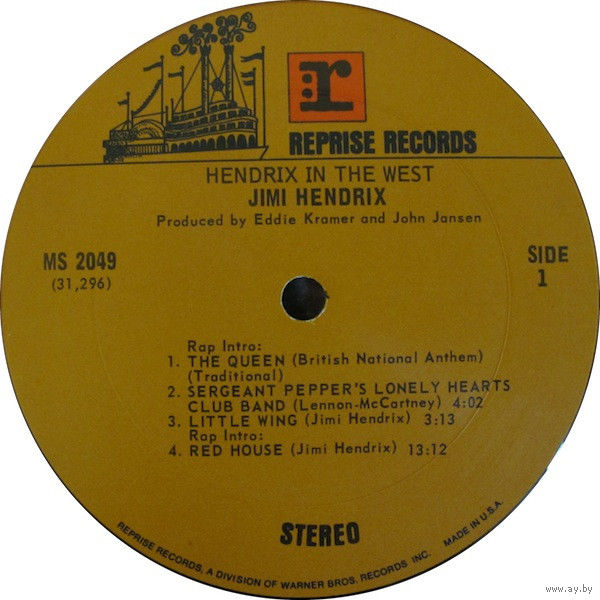 r
REPRISE RECORDS
HENDRIX IN THE WEST
JIMI HENDRIX
Produced by Eddie Kramer and John Jansen
MS 2049
(31,296)
SIDE
1
Rap Intro:
1. THE QUEEN (British National Anthem)
(Traditional)
2. SERGEANT PEPPER'S LONELY HEARTS
CLUB BAND (Lennon-McCartney) 4:02
3. LITTLE WING (Jimi Hendrix) 3:13
Rap Intro:
4. RED HOUSE (Jimi Hendrix) 13:12
STEREO
REPRISE RECORDS, A DIVISION OF WARNER BROS. RECORDS INC. MADE IN U.S.A.
www.ay.by